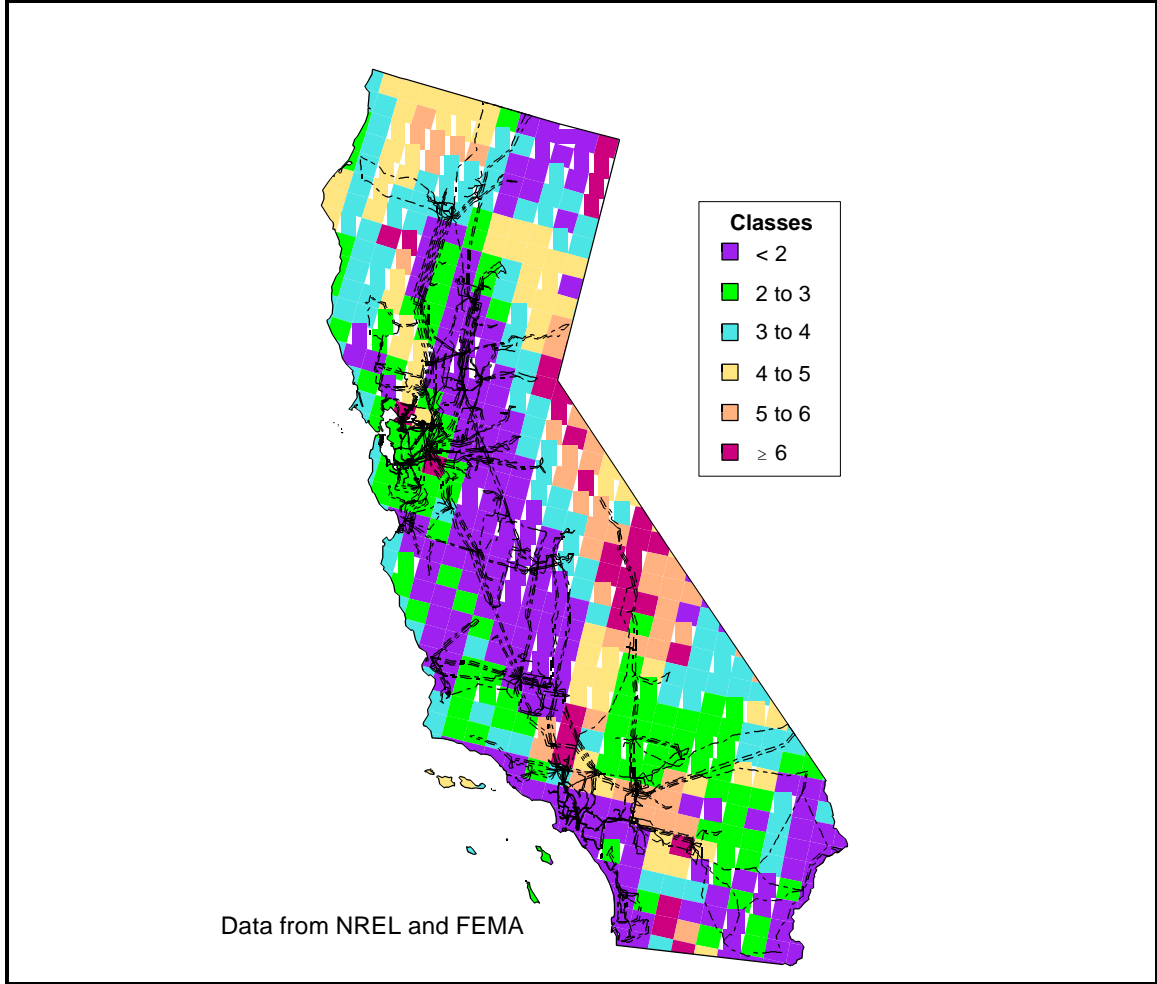 Classes
< 2
2 to 3
3 to 4
4 to 5
5 to 6
≥ 6
Data from NREL and FEMA